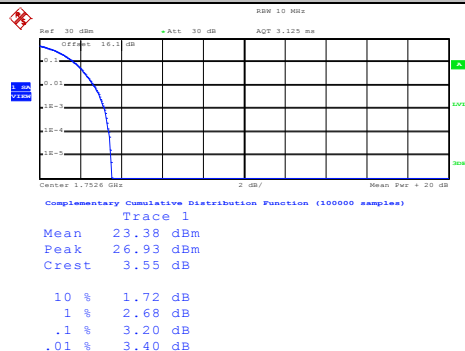 RBW 10 MHz
Ref 30 dBm Att 30 dB AQT 3.125 ms
Offset 16.1 dB
0.1
A
0.01
1 SA
VIEW
1E-3
1E-4
1E-5
Center 1.7526 GHz 2 dB/ Mean Pwr + 20 dB
Complementary Cumulative Distribution Function (100000 samples)
Trace 1
Mean 23.38 dBm
Peak 26.93 dBm
Crest 3.55 dB
10 % 1.72 dB
1 % 2.68 dB
.1 % 3.20 dB
.01 % 3.40 dB